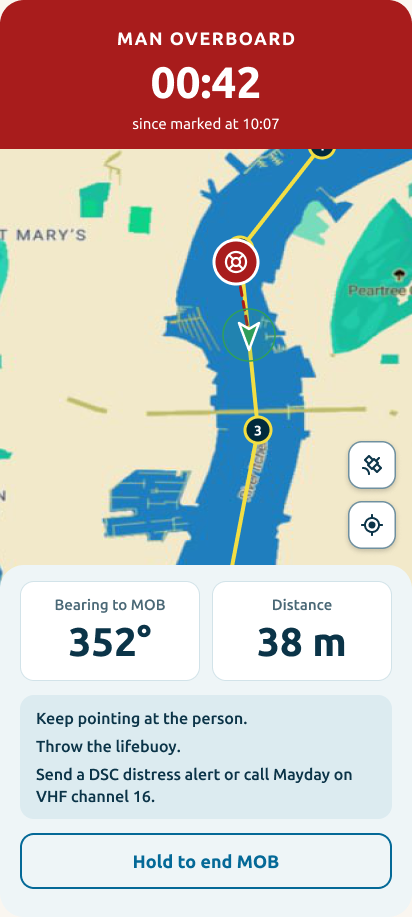 MAN OVERBOARD
00:42
since marked at 10:07
T MARY'S
Peartree
3
N
Bearing to MOB
Distance
352°
38 m
Keep pointing at the person.
Throw the lifebuoy.
Send a DSC distress alert or call Mayday on
VHF channel 16.
Hold to end MOB